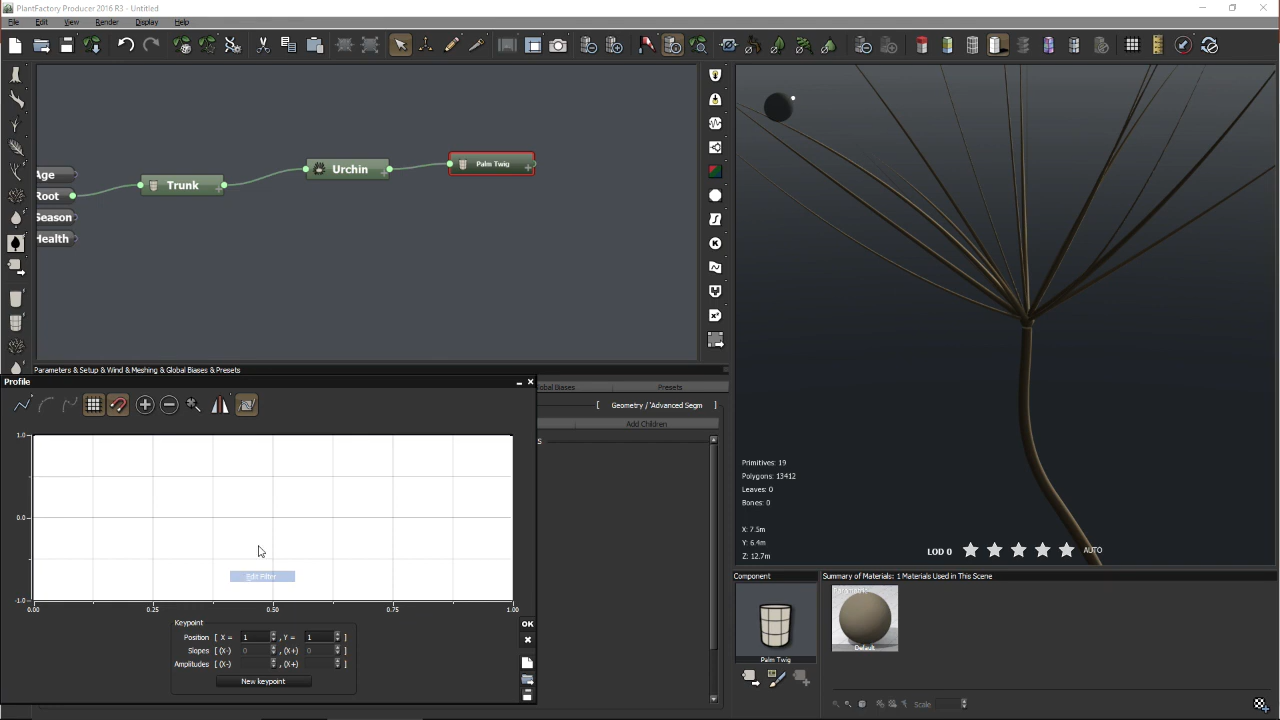 PlantFactory Producer 2016 R3 - Untitled
File Edit View Render Display Help
Age
Root
Season
Health
Trunk
Urchin
Palm Twig
Parameters & Setup & Wind & Meshing & Global Biases & Presets
Profile
Presets
[ Geometry / 'Advanced Segm ]
Add Children
1.0
0.0
-1.0
0.00 0.25 0.50 0.75 1.00
Edit Filter
Keypoint
Position [ X = 1 , Y = 1 ]
Slopes [ (X-) 0 , (X+) 0 ]
Amplitudes [ (X-) , (X+) ]
New keypoint
OK
Primitives: 19
Polygons: 13412
Leaves: 0
Bones: 0
X: 7.5m
Y: 6.4m
Z: 12.7m
LOD 0
AUTO
Component
Palm Twig
Summary of Materials: 1 Materials Used in This Scene
Default
Scale